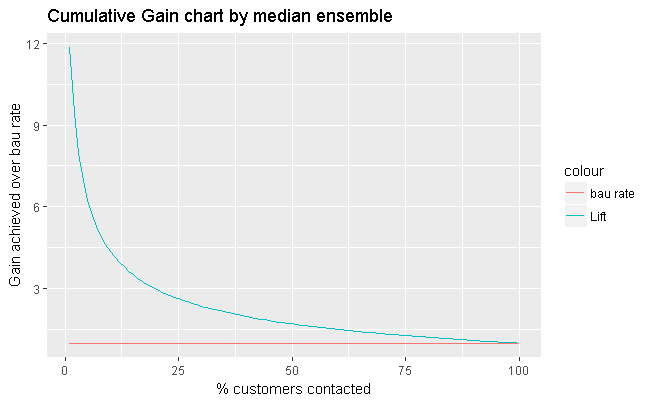 Cumulative Gain chart by median ensemble
Gain achieved over bau rate
12
9
6
3
0
25
50
75
100
% customers contacted
colour
bau rate
Lift